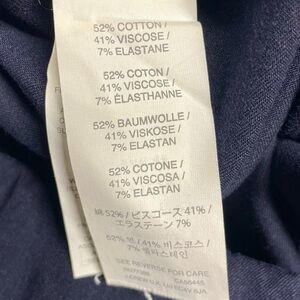 52% COTTON /
41% VISCOSE /
7% ELASTANE
52% COTON /
41% VISCOSE /
7% ÉLASTHANNE
52% BAUMWOLLE /
41% VISKOSE /
7% ELASTAN
52% COTONE /
41% VISCOSA /
7% ELASTAN
綿 52% / ビスコース 41% /
エラステーン 7%
52% 면 / 41% 비스코스 /
7% 엘라스테인
SEE REVERSE FOR CARE